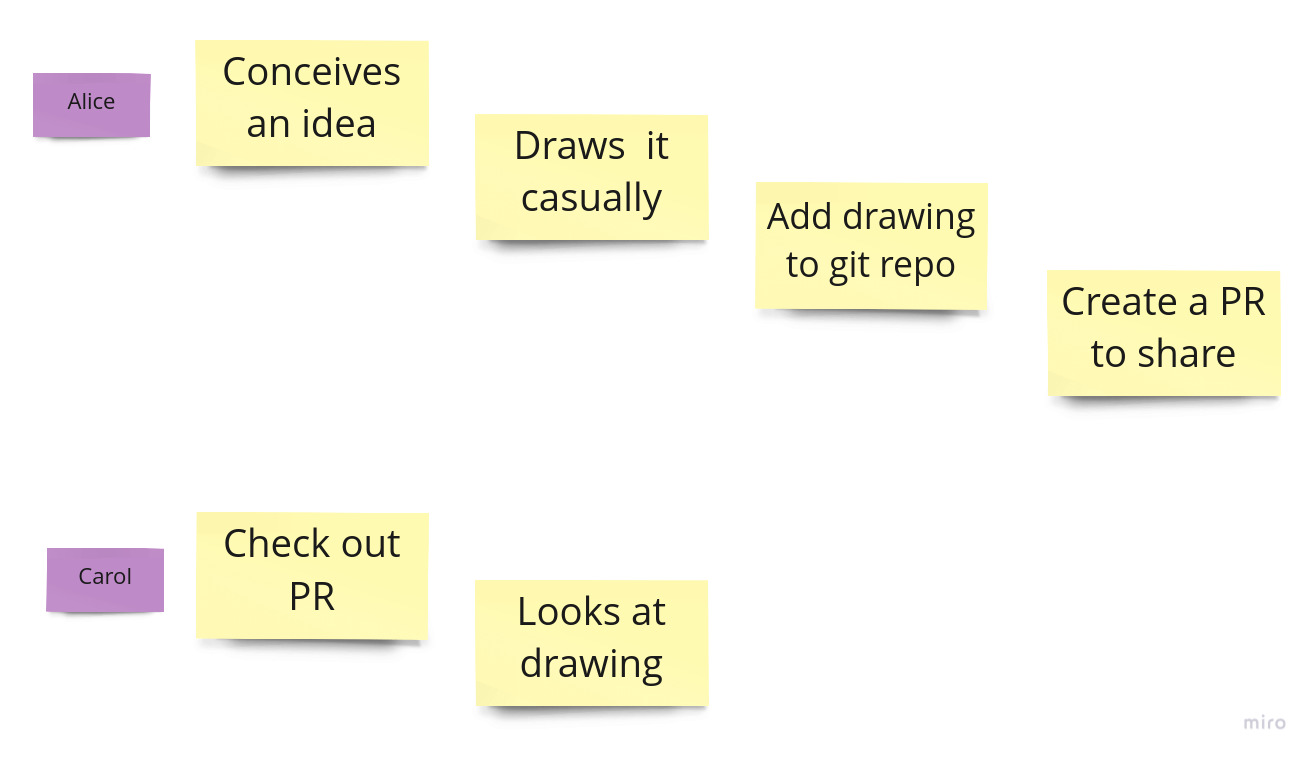 Alice
Conceives
an idea
Draws  it
casually
Add drawing
to git repo
Create a PR
to share
Carol
Check out
PR
Looks at
drawing
miro